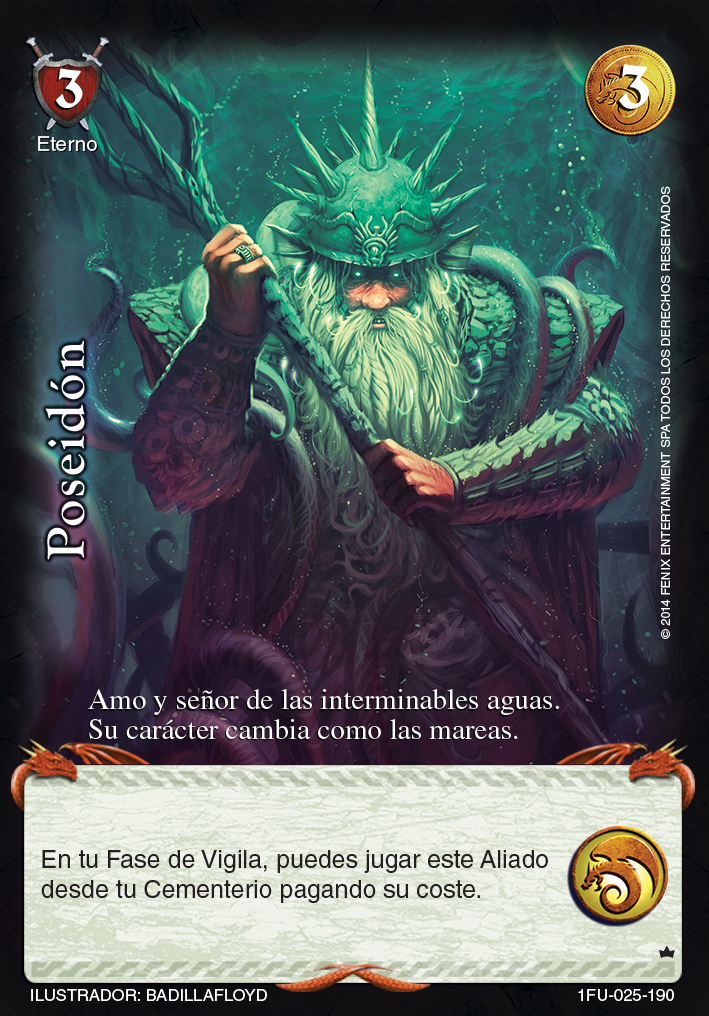 3
3
Eterno
Poseidón
© 2014 FENIX ENTERTAINMENT SPA TODOS LOS DERECHOS RESERVADOS
Amo y señor de las interminables aguas.
Su carácter cambia como las mareas.
En tu Fase de Vigila, puedes jugar este Aliado
desde tu Cementerio pagando su coste.
ILUSTRADOR: BADILLAFLOYD
1FU-025-190